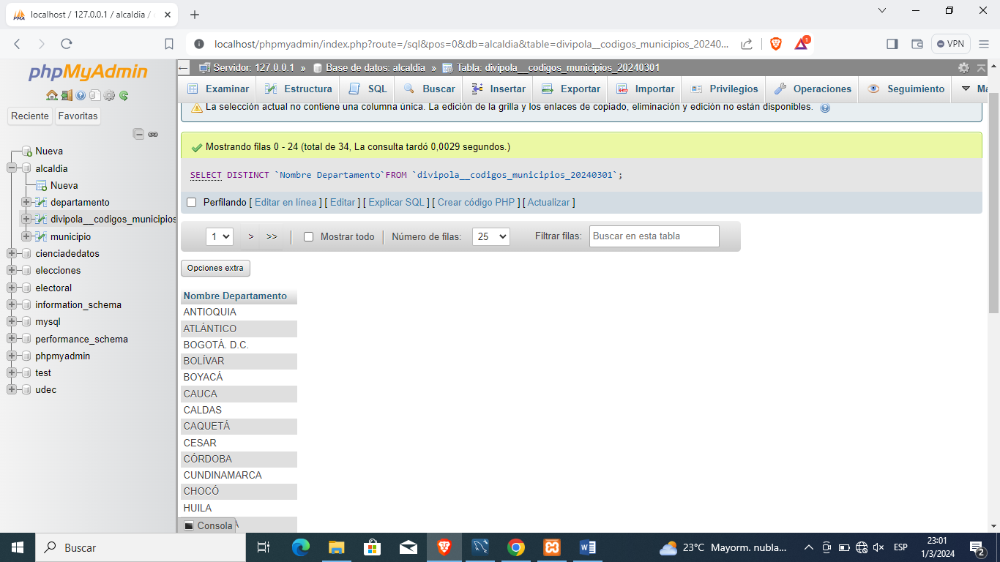 localhost / 127.0.0.1 / alcaldia /
localhost/phpmyadmin/index.php?route=/sql&pos=0&db=alcaldia&table=divipola__codigos_municipios_20240...
1
VPN
phpMyAdmin
Reciente
Favoritas
Nueva
alcaldia
Nueva
departamento
divipola__codigos_municipios
municipio
cienciadedatos
elecciones
electoral
information_schema
mysql
performance_schema
phpmyadmin
test
udec
Servidor: 127.0.0.1 » Base de datos: alcaldia » Tabla: divipola__codigos_municipios_20240301
Examinar Estructura SQL Buscar Insertar Exportar Importar Privilegios Operaciones Seguimiento
La selección actual no contiene una columna única. La edición de la grilla y los enlaces de copiado, eliminación y edición no están disponibles.
Mostrando filas 0 - 24 (total de 34, La consulta tardó 0,0029 segundos.)
SELECT DISTINCT `Nombre Departamento`FROM `divipola__codigos_municipios_20240301`;
Perfilando [ Editar en línea ] [ Editar ] [ Explicar SQL ] [ Crear código PHP ] [ Actualizar ]
1 > >> Mostrar todo Número de filas: 25 Filtrar filas: Buscar en esta tabla
Opciones extra
Nombre Departamento
ANTIOQUIA
ATLÁNTICO
BOGOTÁ. D.C.
BOLÍVAR
BOYACÁ
CAUCA
CALDAS
CAQUETÁ
CESAR
CÓRDOBA
CUNDINAMARCA
CHOCÓ
HUILA
Consola
Buscar
23°C Mayorm. nubla...
ESP
23:01
1/3/2024
2